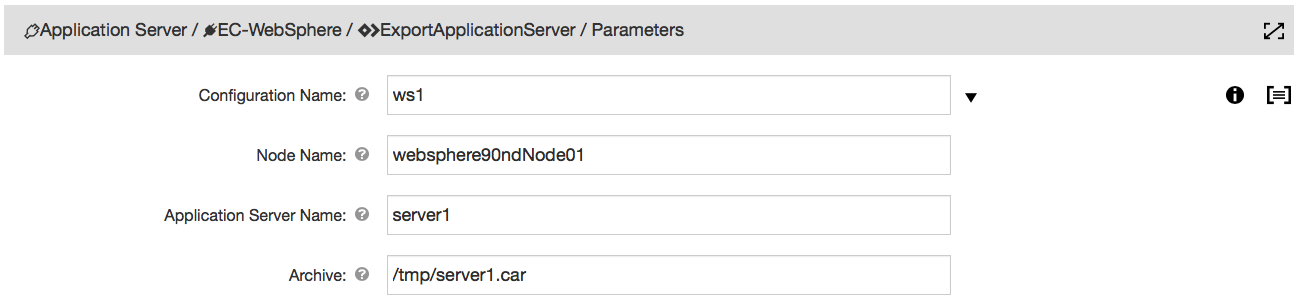 Application Server / EC-WebSphere / ExportApplicationServer / Parameters
Configuration Name: ws1
Node Name: websphere90ndNode01
Application Server Name: server1
Archive: /tmp/server1.car